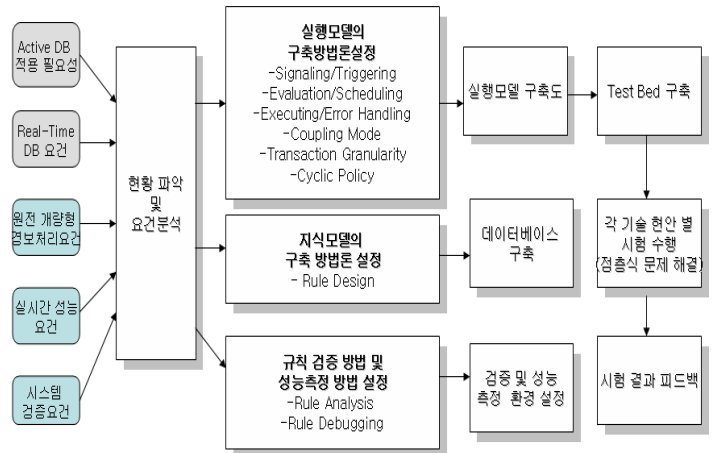 Active DB
적용 필요성
Real-Time
DB 요건
원전 개량형
경보처리요건
실시간 성능
요건
시스템
검증요건
현황 파악
및
요건분석
실행모델의
구축방법론설정
-Signaling/Triggering
-Evaluation/Scheduling
-Executing/Error Handling
-Coupling Mode
-Transaction Granularity
-Cyclic Policy
지식모델의
구축 방법론 설정
- Rule Design
규칙 검증 방법 및
성능측정 방법 설정
-Rule Analysis
-Rule Debugging
실행모델 구축도
데이터베이스
구축
검증 및 성능
측정 환경 설정
Test Bed 구축
각 기술 현안 별
시험 수행
(점층식 문제 해결)
시험 결과 피드백